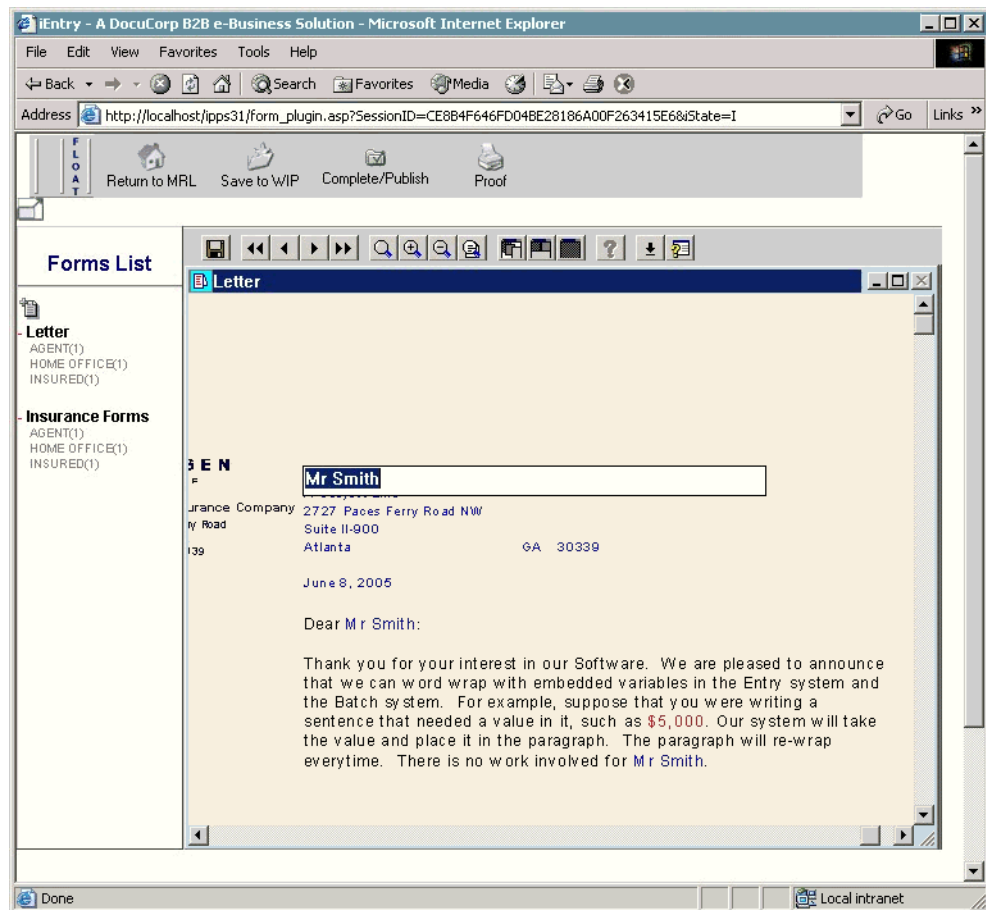 iEntry - A DocuCorp B2B e-Business Solution - Microsoft Internet Explorer
File Edit View Favorites Tools Help
Back Search Favorites Media
Address http://localhost/ipps31/form_plugin.asp?SessionID=CE8B4F646FD04BE28186A00F263415E6&iState=I Go Links »
FLOAT
Return to MRL Save to WIP Complete/Publish Proof
Forms List
Letter
- Letter
AGENT(1)
HOME OFFICE(1)
INSURED(1)
- Insurance Forms
AGENT(1)
HOME OFFICE(1)
INSURED(1)
GEN
Mr Smith
urance Company 2727 Paces Ferry Road NW
ry Road Suite II-900
139 Atlanta GA 30339
June 8, 2005
Dear Mr Smith:
Thank you for your interest in our Software. We are pleased to announce
that we can word wrap with embedded variables in the Entry system and
the Batch system. For example, suppose that you were writing a
sentence that needed a value in it, such as $5,000. Our system will take
the value and place it in the paragraph. The paragraph will re-wrap
everytime. There is no work involved for Mr Smith.
Done Local intranet